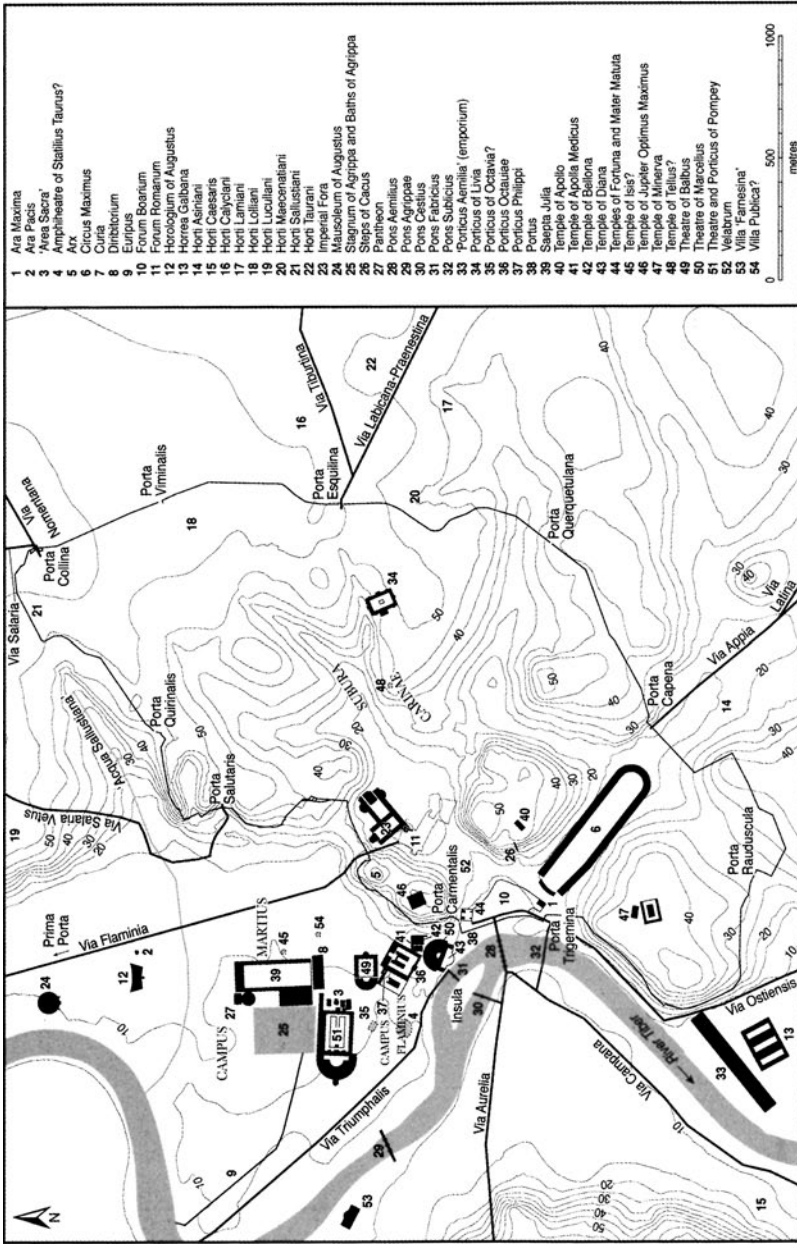 1 Ara Maxima
2 Ara Pacis
3 'Area Sacra'
4 Amphitheatre of Statilius Taurus?
5 Arx
6 Circus Maximus
7 Curia
8 Diribitorium
9 Euripus
10 Forum Boarium
11 Forum Romanum
12 Horologium of Augustus
13 Horrea Galbana
14 Horti Asiniani
15 Horti Caesaris
16 Horti Calyclani
17 Horti Lamiani
18 Horti Lolliani
19 Horti Luculliani
20 Horti Maecenatiani
21 Horti Sallustiani
22 Horti Taurani
23 Imperial Fora
24 Mausoleum of Augustus
25 Stagnum of Agrippa and Baths of Agrippa
26 Steps of Cacus
27 Pantheon
28 Pons Aemilius
29 Pons Agrippae
30 Pons Cestius
31 Pons Fabricius
32 Pons Sublicius
33 'Porticus Aemilia' (emporium)
34 Porticus of Livia
35 Porticus of Octavia?
36 Porticus Octauiae
37 Porticus Philippi
38 Portus
39 Saepta Julia
40 Temple of Apollo
41 Temple of Apolla Medicus
42 Temple of Bellona
43 Temple of Diana
44 Temples of Fortuna and Mater Matuta
45 Temple of Isis?
46 Temple of Jupiter Optimus Maximus
47 Temple of Minerva
48 Temple of Tellus?
49 Theatre of Balbus
50 Theatre of Marcellus
51 Theatre and Porticus of Pompey
52 Velabrum
53 Villa 'Farnesina'
54 Villa Publica?
0 500 1000
metres
N
Prima
Porta
Via Flaminia
Via Salaria Vetus
'Acqua Sallustiana'
Via Salaria
Via
Nomentana
Porta
Collina
Porta
Viminalis
Porta
Quirinalis
Porta
Salutaris
CAMPUS
MARTIUS
Via Triumphalis
CAMPUS
FLAMINIUS
SUBURA
CARINAE
Porta
Esquilina
Via Tiburtina
Via Labicana-Praenestina
Porta
Carmentalis
Insula
Via Aurelia
Porta
Trigemina
Via Campana
River Tiber
Via Ostiensis
Porta
Rauduscula
Porta
Capena
Via Appia
Via
Latina
Porta
Querquetulana